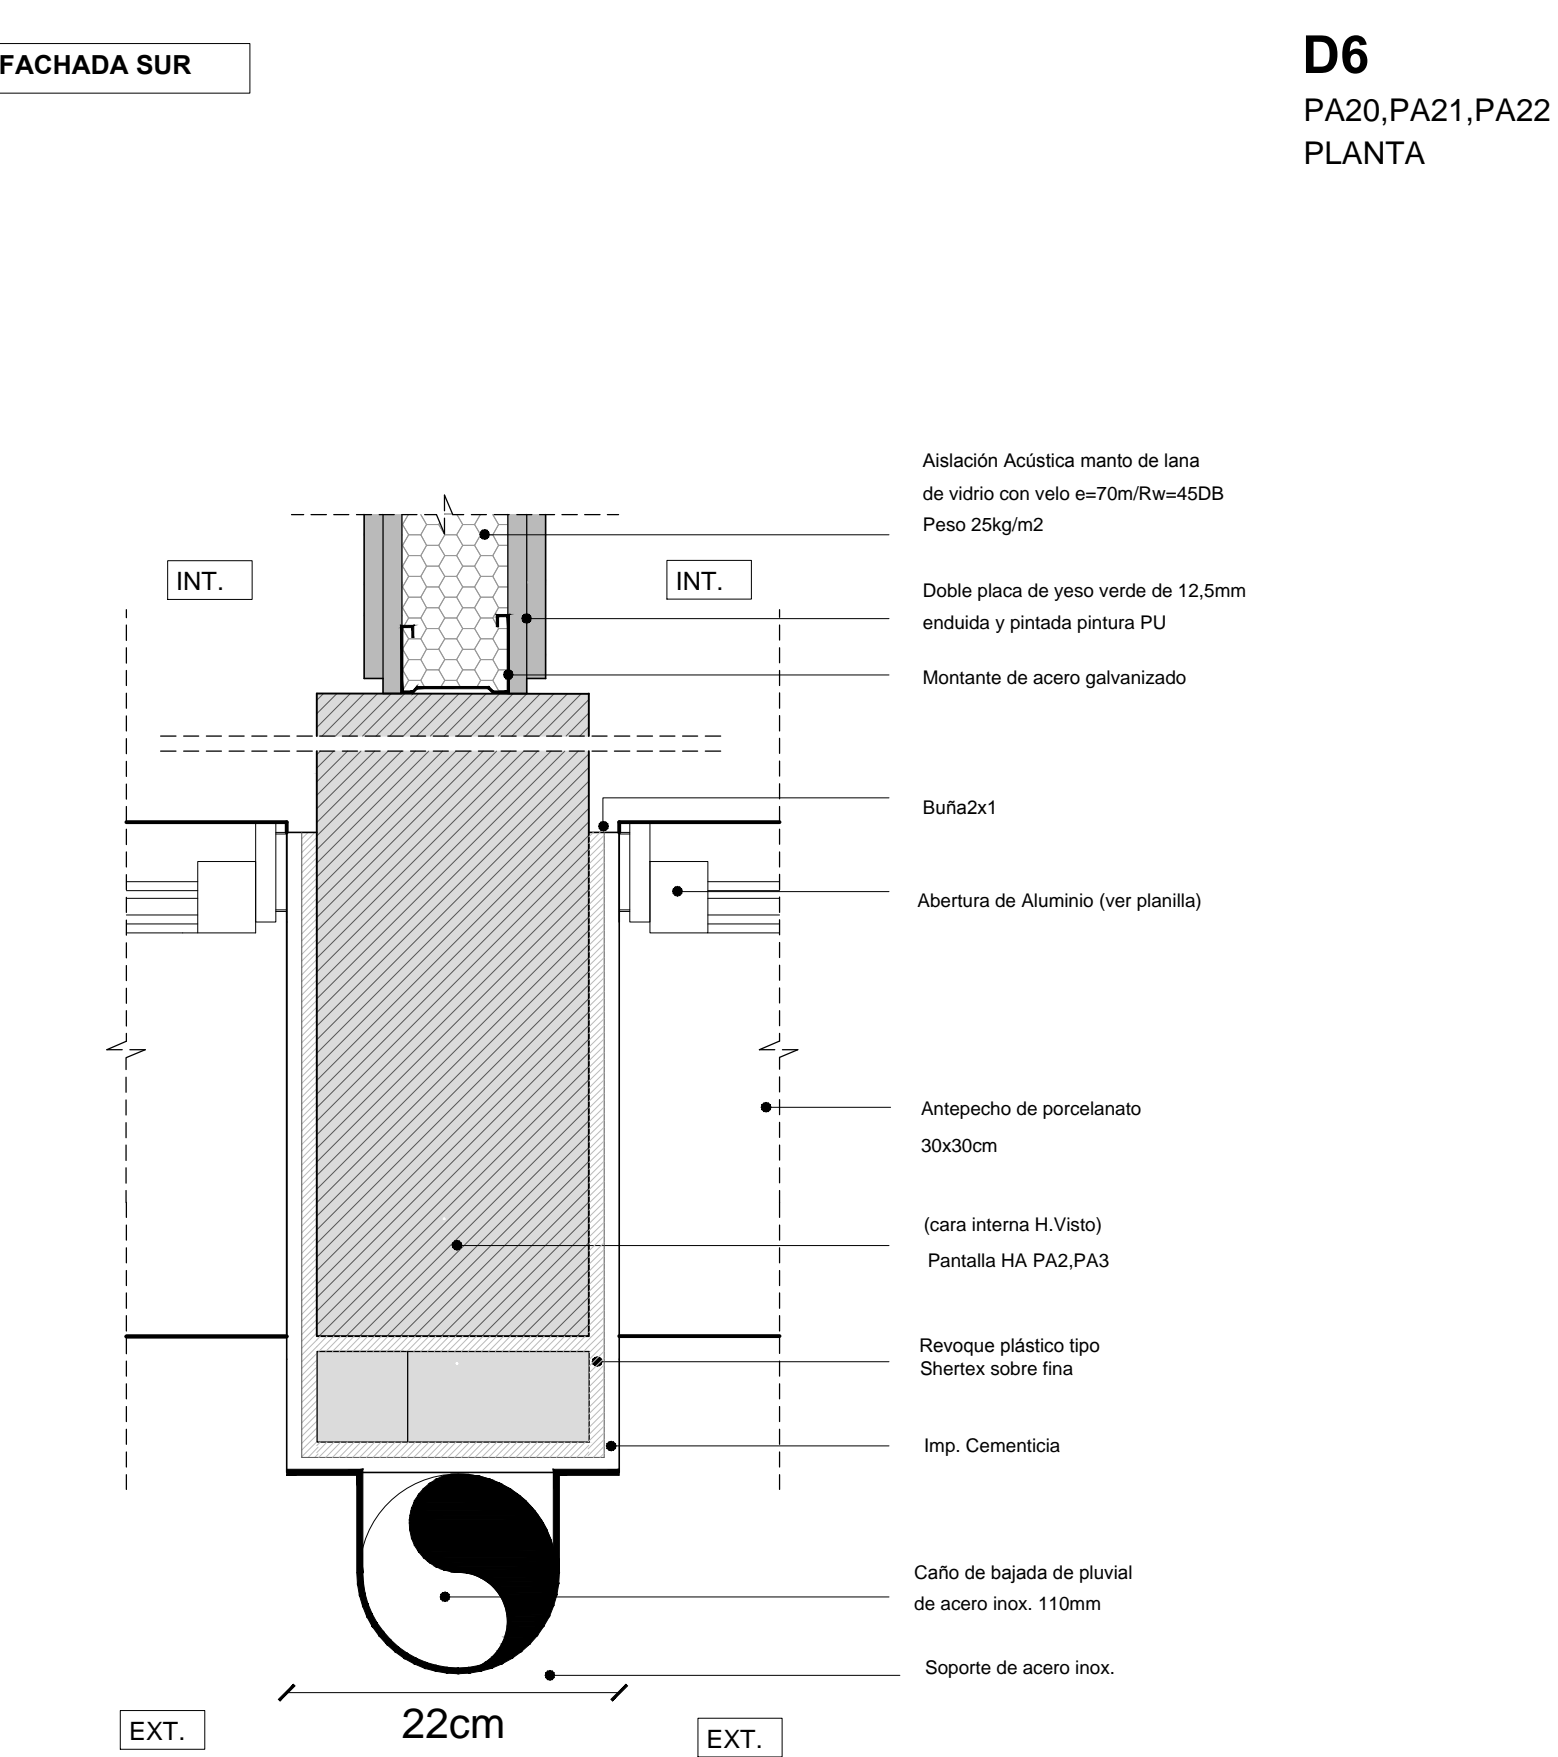 FACHADA SUR
D6
PA20,PA21,PA22
PLANTA
Aislación Acústica manto de lana
de vidrio con velo e=70m/Rw=45DB
Peso 25kg/m2
INT.
INT.
Doble placa de yeso verde de 12,5mm
enduida y pintada pintura PU
Montante de acero galvanizado
Buña2x1
Abertura de Aluminio (ver planilla)
Antepecho de porcelanato
30x30cm
(cara interna H.Visto)
Pantalla HA PA2,PA3
Revoque plástico tipo
Shertex sobre fina
Imp. Cementicia
Caño de bajada de pluvial
de acero inox. 110mm
Soporte de acero inox.
22cm
EXT.
EXT.